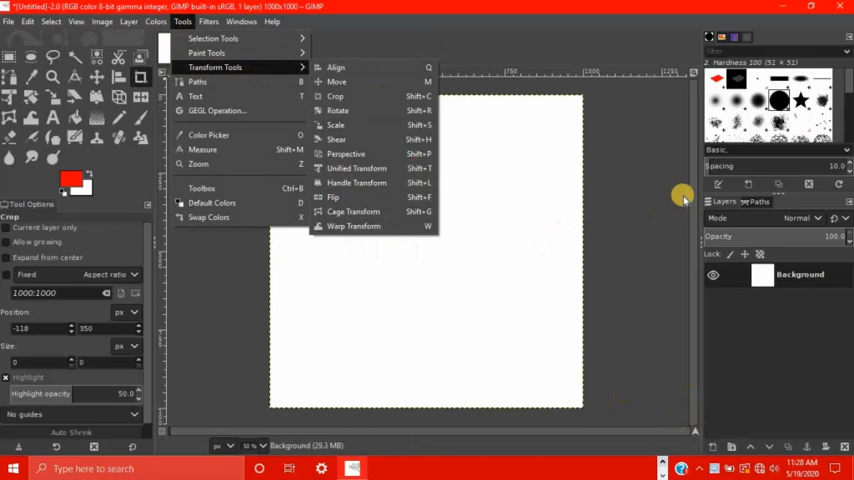 *[Untitled]-2.0 (RGB color 8-bit gamma integer, GIMP built-in sRGB, 1 layer) 1000x1000 – GIMP
File Edit Select View Image Layer Colors Tools Filters Windows Help
Selection Tools
Paint Tools
Transform Tools
Paths B
Text T
GEGL Operation...
Color Picker O
Measure Shift+M
Zoom Z
Toolbox Ctrl+B
Default Colors D
Swap Colors X
Align Q
Move M
Crop Shift+C
Rotate Shift+R
Scale Shift+S
Shear Shift+H
Perspective Shift+P
Unified Transform Shift+T
Handle Transform Shift+L
Flip Shift+F
Cage Transform Shift+G
Warp Transform W
750 1000 1250
Tool Options
Crop
Current layer only
Allow growing
Expand from center
Fixed Aspect ratio
1000:1000
Position:
px
-118 350
Size:
px
0 0
Highlight
Highlight opacity 50.0
No guides
Auto Shrink
Filter
2. Hardness 100 (51 × 51)
Basic,
Spacing 10.0
Layers Paths
Mode Normal
Opacity 100.0
Lock:
Background
px 50 % Background (29.3 MB)
Type here to search
11:28 AM
5/19/2020